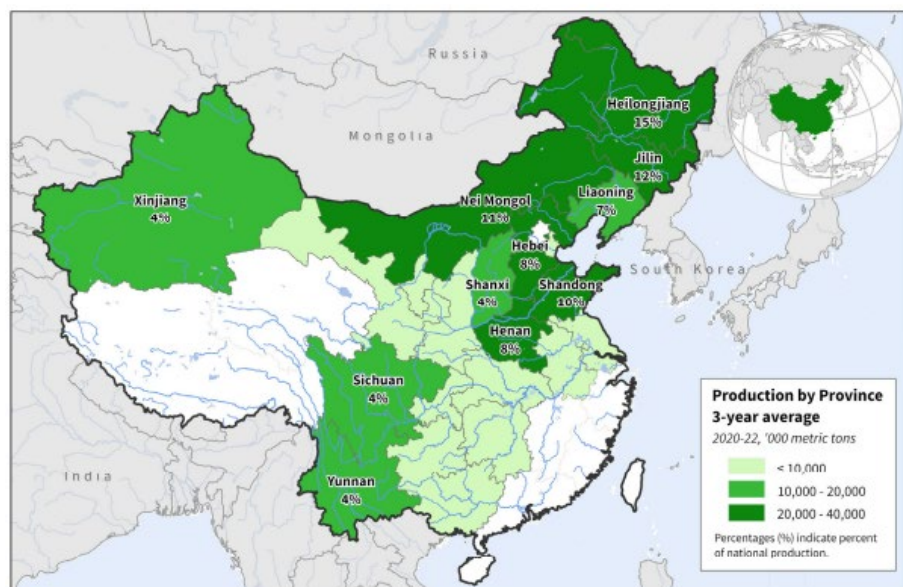 Russia
Mongolia
Heilongjiang
15%
Jilin
12%
Xinjiang
4%
Nei Mongol
11%
Liaoning
7%
Hebei
8%
South Korea
Shanxi
4%
Shandong
10%
Henan
8%
Sichuan
4%
India
Yunnan
4%
Production by Province
3-year average
2020-22, '000 metric tons
< 10,000
10,000 - 20,000
20,000 - 40,000
Percentages (%) indicate percent
of national production.